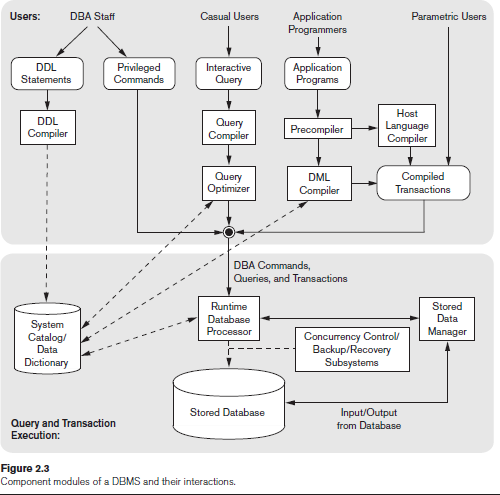 Users:
DBA Staff
Casual Users
Application
Programmers
Parametric Users
DDL
Statements
Privileged
Commands
Interactive
Query
Application
Programs
DDL
Compiler
Query
Compiler
Precompiler
Host
Language
Compiler
Query
Optimizer
DML
Compiler
Compiled
Transactions
DBA Commands,
Queries, and Transactions
System
Catalog/
Data
Dictionary
Runtime
Database
Processor
Stored
Data
Manager
Concurrency Control/
Backup/Recovery
Subsystems
Stored Database
Input/Output
from Database
Query and Transaction
Execution:
Figure 2.3
Component modules of a DBMS and their interactions.